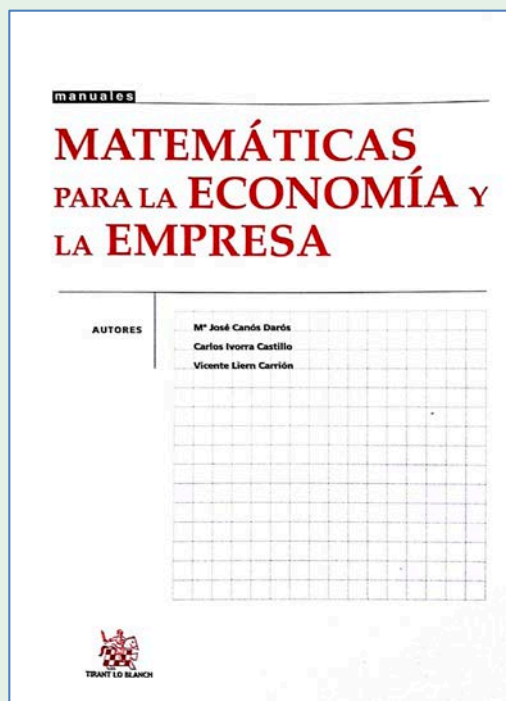 manuales
MATEMÁTICAS
PARA LA ECONOMÍA Y
LA EMPRESA
AUTORES
Mª José Canós Darós
Carlos Ivorra Castillo
Vicente Liern Carrión
TIRANT LO BLANCH